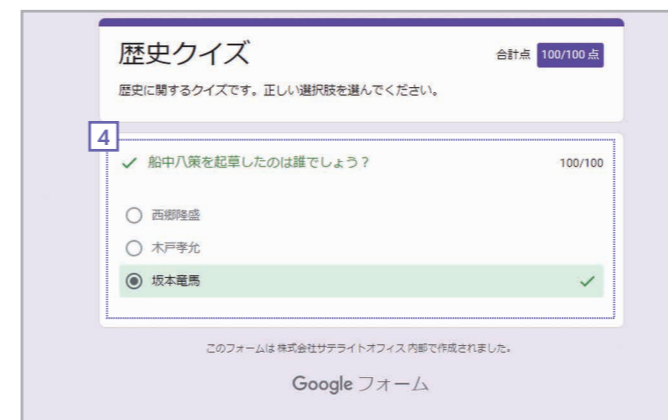 歴史クイズ
合計点 100/100 点
歴史に関するクイズです。正しい選択肢を選んでください。
4
船中八策を起草したのは誰でしょう？
100/100
西郷隆盛
木戸孝允
坂本竜馬
このフォームは 株式会社サテライトオフィス 内部で作成されました。
Google フォーム